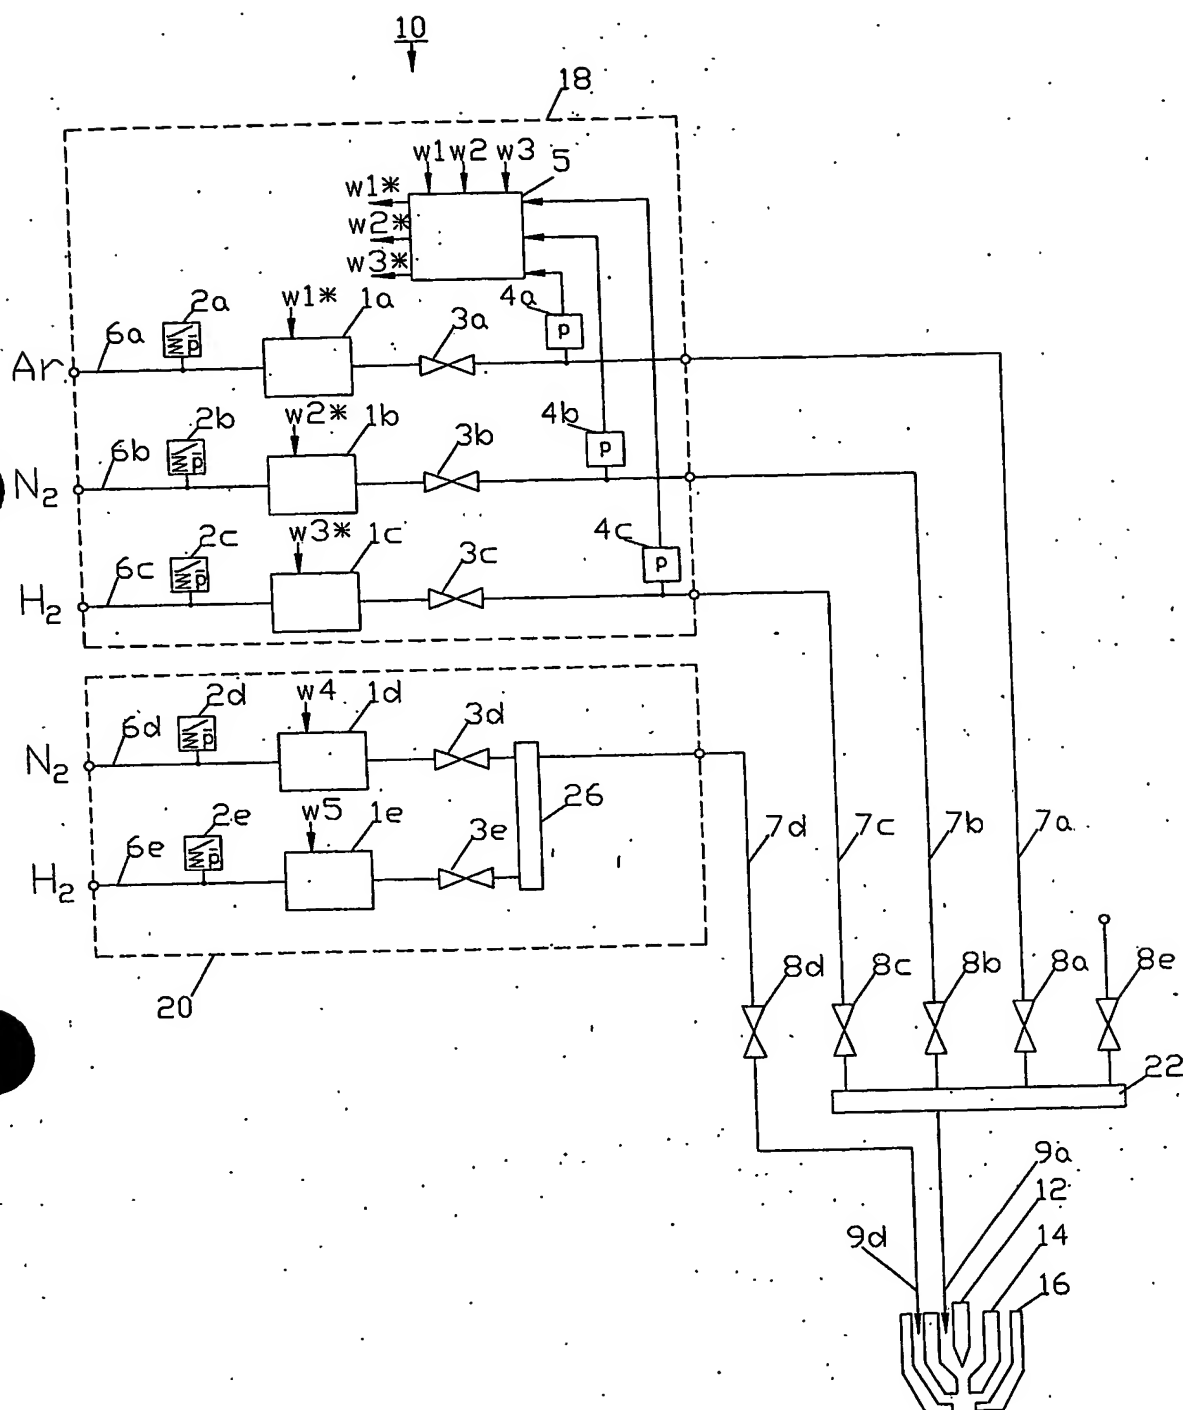 10
18
w1 w2 w3 5
w1*
w2*
w3*
2a w1* 1a 3a 4a
6a
p p
Ar
2b w2* 1b 3b 4b
6b
p p
N2
2c w3* 1c 3c 4c
6c
p p
H2
2d w4 1d 3d
6d
p
N2
26
2e w5 1e 3e
6e
p
H2
7d 7c 7b 7a
20
8d 8c 8b 8a 8e
22
9a
12
9d 14
16